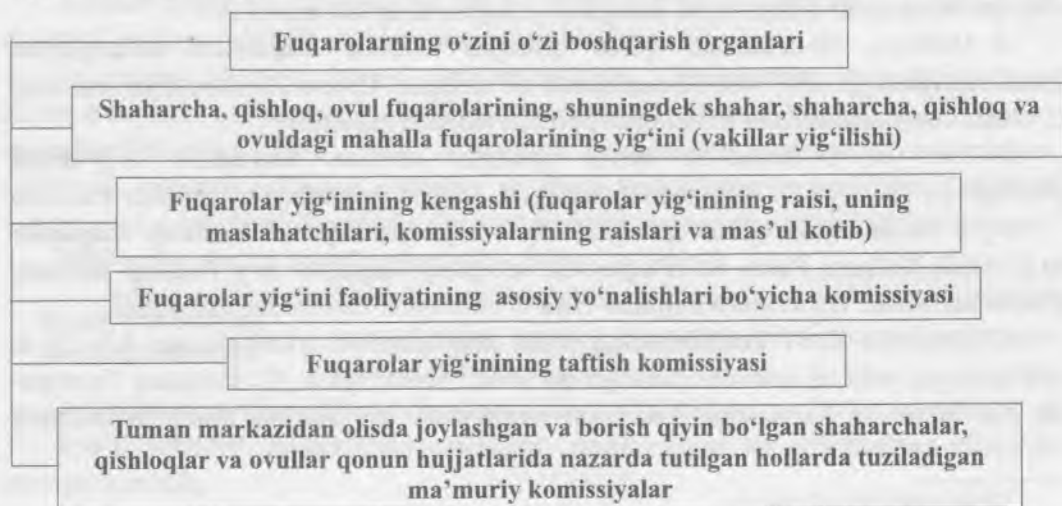 Fuqarolarning o‘zini o‘zi boshqarish organlari
Shaharcha, qishloq, ovul fuqarolarining, shuningdek shahar, shaharcha, qishloq va
ovuldagi mahalla fuqarolarining yig‘ini (vakillar yig‘ilishi)
Fuqarolar yig‘inining kengashi (fuqarolar yig‘inining raisi, uning
maslahatchilari, komissiyalarning raislari va mas’ul kotib)
Fuqarolar yig‘ini faoliyatining asosiy yo‘nalishlari bo‘yicha komissiyasi
Fuqarolar yig‘inining taftish komissiyasi
Tuman markazidan olisda joylashgan va borish qiyin bo‘lgan shaharchalar,
qishloqlar va ovullar qonun hujjatlarida nazarda tutilgan hollarda tuziladigan
ma’muriy komissiyalar